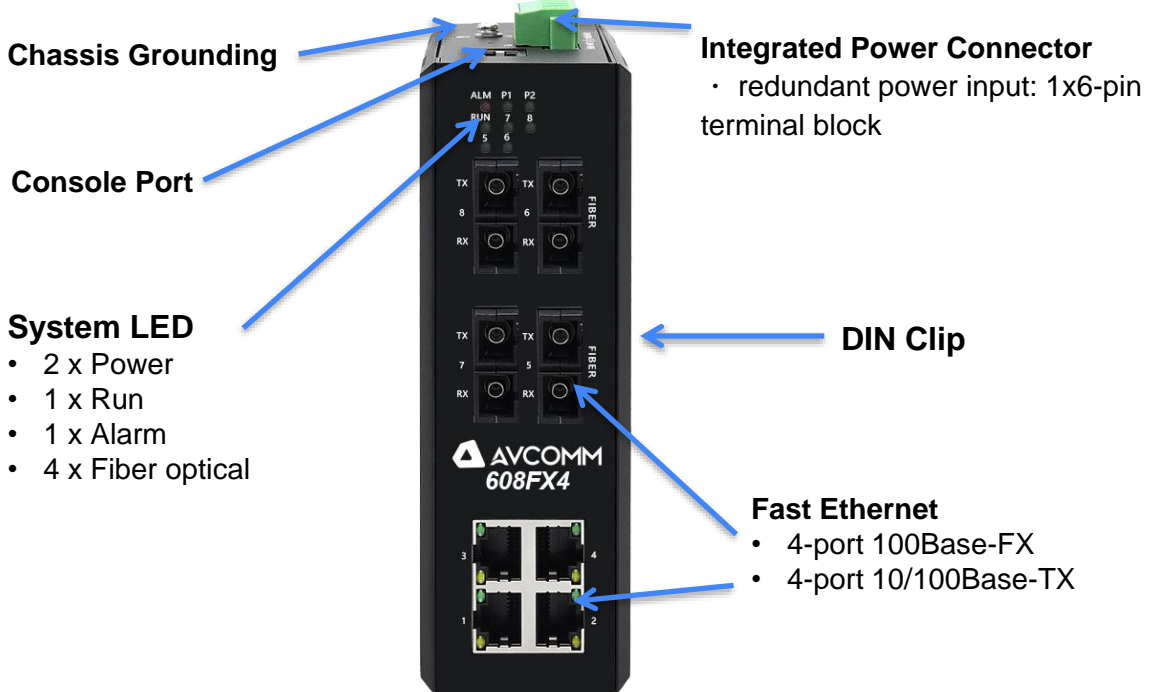 Chassis Grounding
Integrated Power Connector
· redundant power input: 1x6-pin
terminal block
Console Port
System LED
• 2 x Power
• 1 x Run
• 1 x Alarm
• 4 x Fiber optical
DIN Clip
Fast Ethernet
• 4-port 100Base-FX
• 4-port 10/100Base-TX
ALM P1 P2
RUN 7 8
5 6
TX TX
8 6
FIBER
RX RX
TX TX
7 5
FIBER
RX RX
AVCOMM
608FX4
3 4
1 2